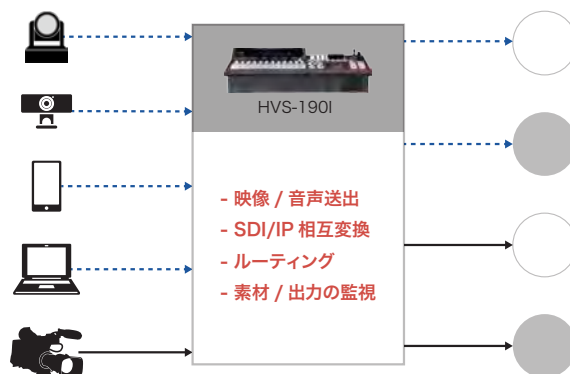 HVS-190I
- 映像 / 音声送出
- SDI/IP 相互変換
- ルーティング
- 素材 / 出力の監視